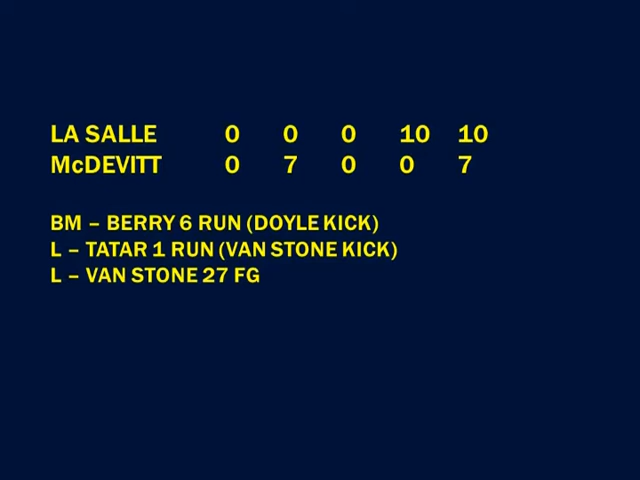 LA SALLE 0 0 0 10 10
McDEVITT 0 7 0 0 7
BM – BERRY 6 RUN (DOYLE KICK)
L – TATAR 1 RUN (VAN STONE KICK)
L – VAN STONE 27 FG